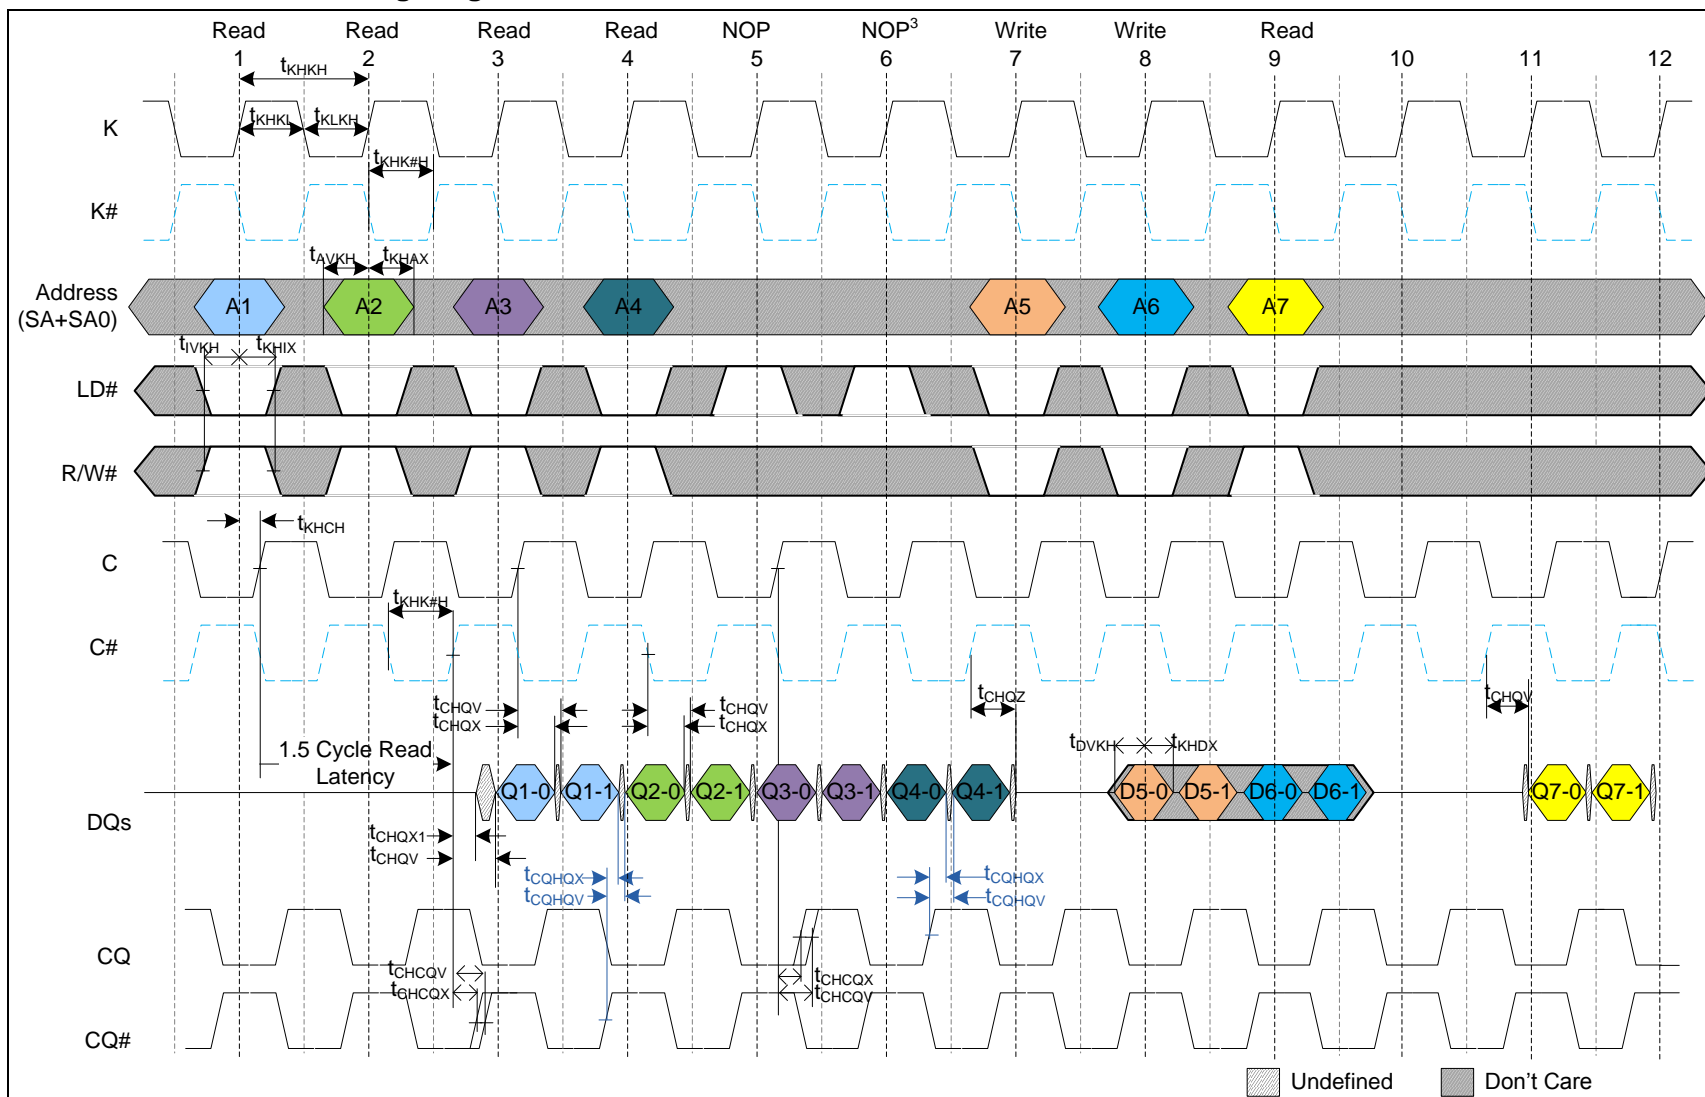 Read Read Read Read NOP NOP3 Write Write Read
1 2 3 4 5 6 7 8 9 10 11 12
tKHKH
K
tKHKL tKLKH
tKHK#H
K#
tAVKH tKHAX
Address
(SA+SA0)
A1 A2 A3 A4 A5 A6 A7
tIVKH tKHIX
LD#
R/W#
tKHCH
C
tKHK#H
C#
tCHQV tCHQV tCHQZ tCHQV
tCHQX tCHQX
1.5 Cycle Read
Latency
tDVKH tKHDX
DQs
Q1-0 Q1-1 Q2-0 Q2-1 Q3-0 Q3-1 Q4-0 Q4-1 D5-0 D5-1 D6-0 D6-1 Q7-0 Q7-1
tCHQX1
tCHQV
tCQHQX tCQHQX
tCQHQV tCQHQV
CQ
tCHCQV tCHCQX
tCHCQX tCHCQV
CQ#
Undefined Don't Care